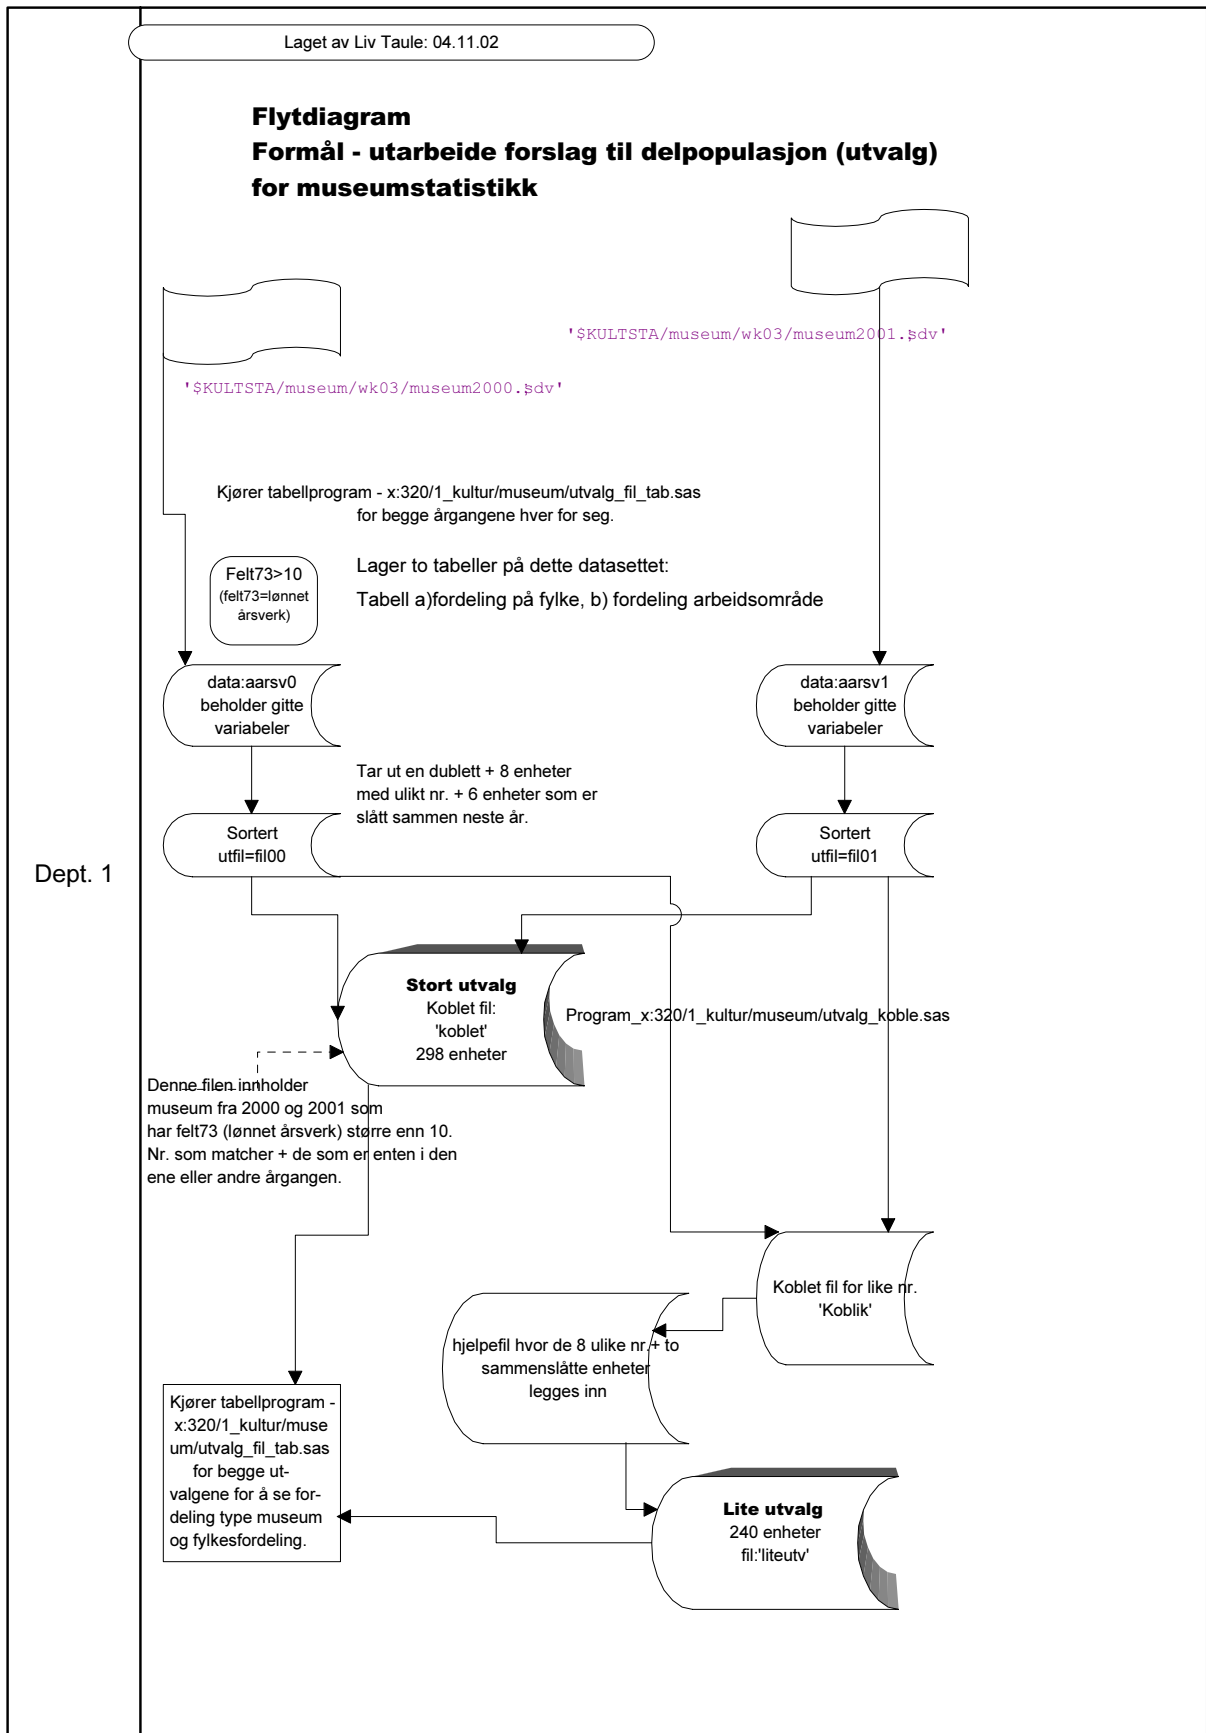 Laget av Liv Taule: 04.11.02
Flytdiagram
Formål - utarbeide forslag til delpopulasjon (utvalg)
for museumstatistikk
'$KULTSTA/museum/wk03/museum2001.sdv'
'$KULTSTA/museum/wk03/museum2000.sdv'
Kjører tabellprogram - x:320/1_kultur/museum/utvalg_fil_tab.sas
for begge årgangene hver for seg.
Felt73>10
(felt73=lønnet
årsverk)
Lager to tabeller på dette datasettet:
Tabell a)fordeling på fylke, b) fordeling arbeidsområde
data:aarsv0
beholder gitte
variabeler
data:aarsv1
beholder gitte
variabeler
Tar ut en dublett + 8 enheter
med ulikt nr. + 6 enheter som er
slått sammen neste år.
Sortert
utfil=fil00
Sortert
utfil=fil01
Dept. 1
Stort utvalg
Koblet fil:
'koblet'
298 enheter
Program_x:320/1_kultur/museum/utvalg_koble.sas
Denne filen innholder
museum fra 2000 og 2001 som
har felt73 (lønnet årsverk) større enn 10.
Nr. som matcher + de som er enten i den
ene eller andre årgangen.
Koblet fil for like nr.
'Koblik'
hjelpefil hvor de 8 ulike nr.+ to
sammenslåtte enheter
legges inn
Kjører tabellprogram -
x:320/1_kultur/muse
um/utvalg_fil_tab.sas
for begge ut-
valgene for å se for-
deling type museum
og fylkesfordeling.
Lite utvalg
240 enheter
fil:'liteutv'